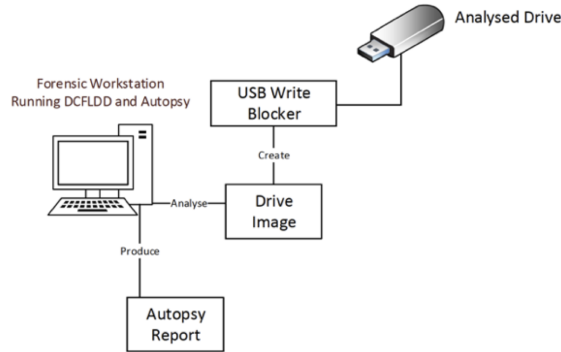 Analysed Drive
Forensic Workstation
Running DCFLDD and Autopsy
USB Write
Blocker
Create
Analyse
Drive
Image
Produce
Autopsy
Report